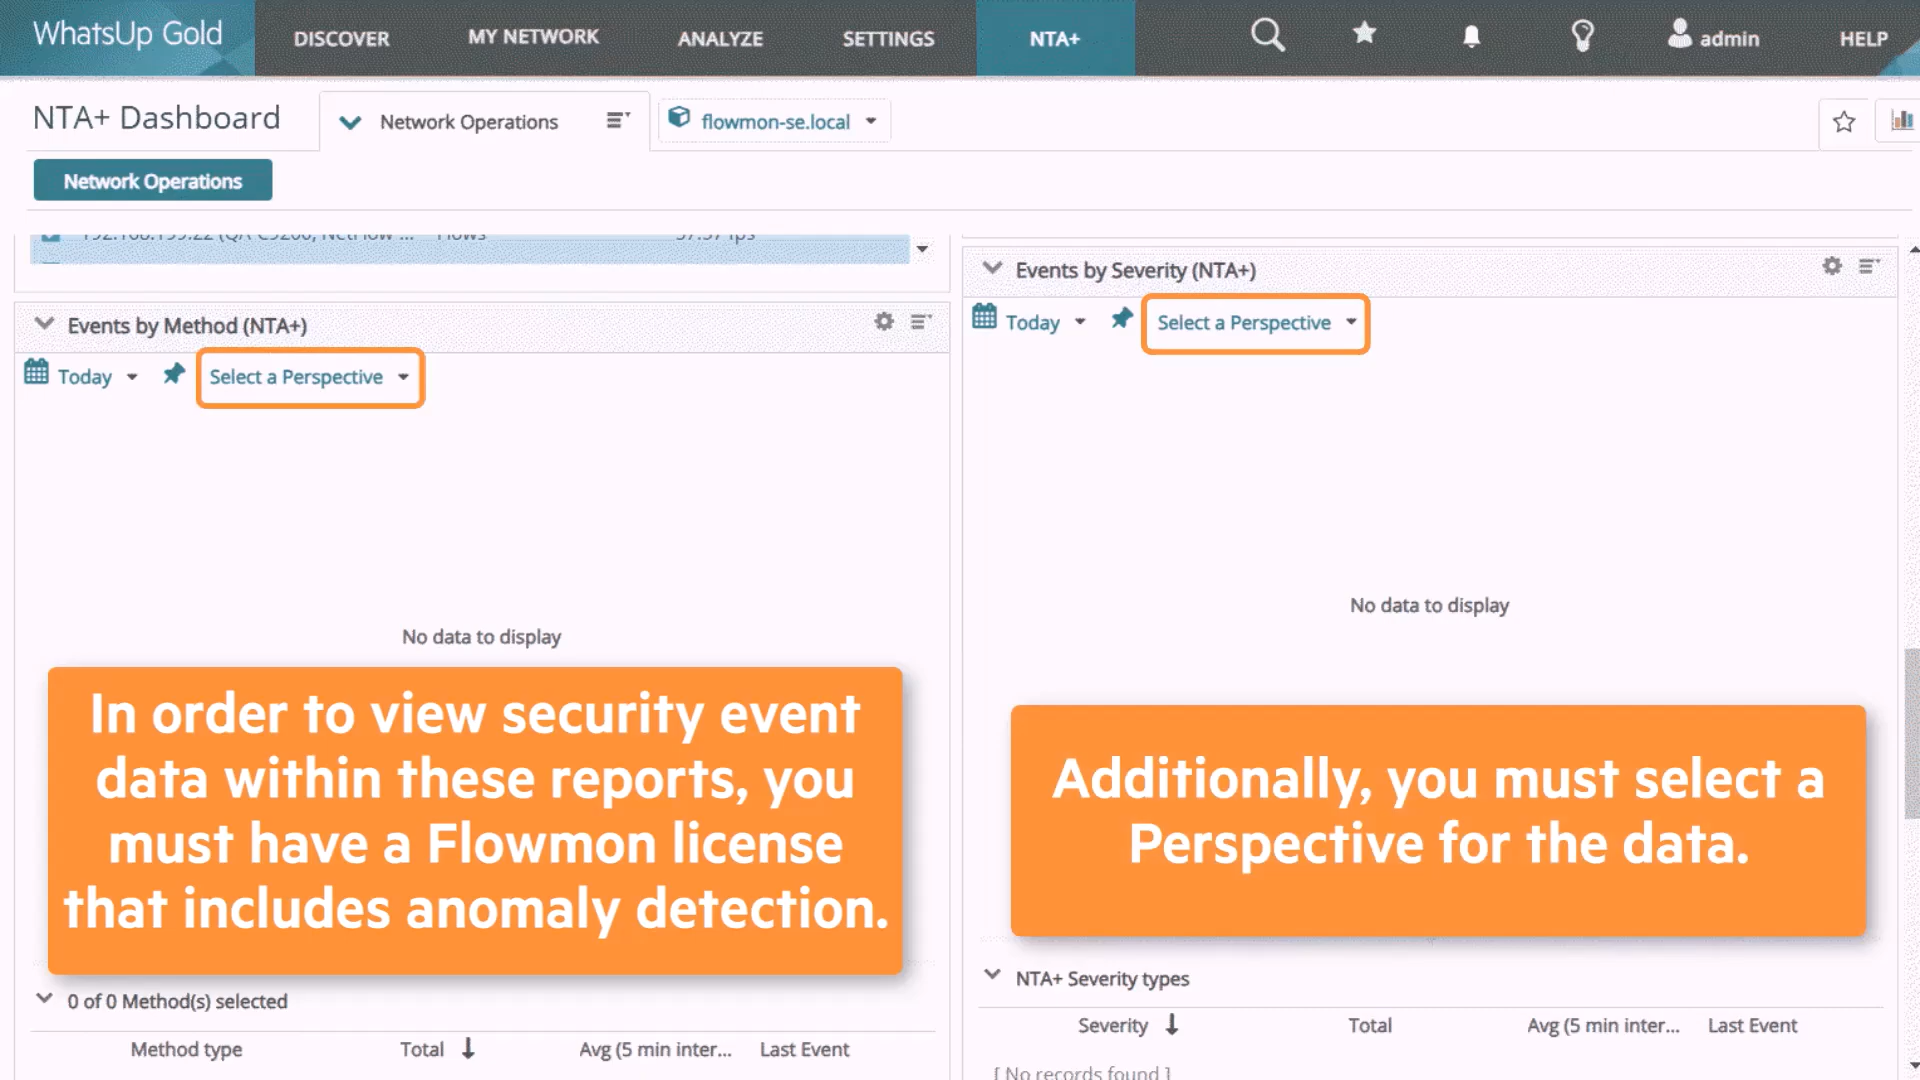 WhatsUp Gold
DISCOVER
MY NETWORK
ANALYZE
SETTINGS
NTA+
admin
HELP
NTA+ Dashboard
Network Operations
flowmon-se.local
Network Operations
Events by Method (NTA+)
Today
Select a Perspective
No data to display
In order to view security event
data within these reports, you
must have a Flowmon license
that includes anomaly detection.
0 of 0 Method(s) selected
Method type
Total
Avg (5 min inter...
Last Event
Events by Severity (NTA+)
Today
Select a Perspective
No data to display
Additionally, you must select a
Perspective for the data.
NTA+ Severity types
Severity
Total
Avg (5 min inter...
Last Event
[ No records found ]